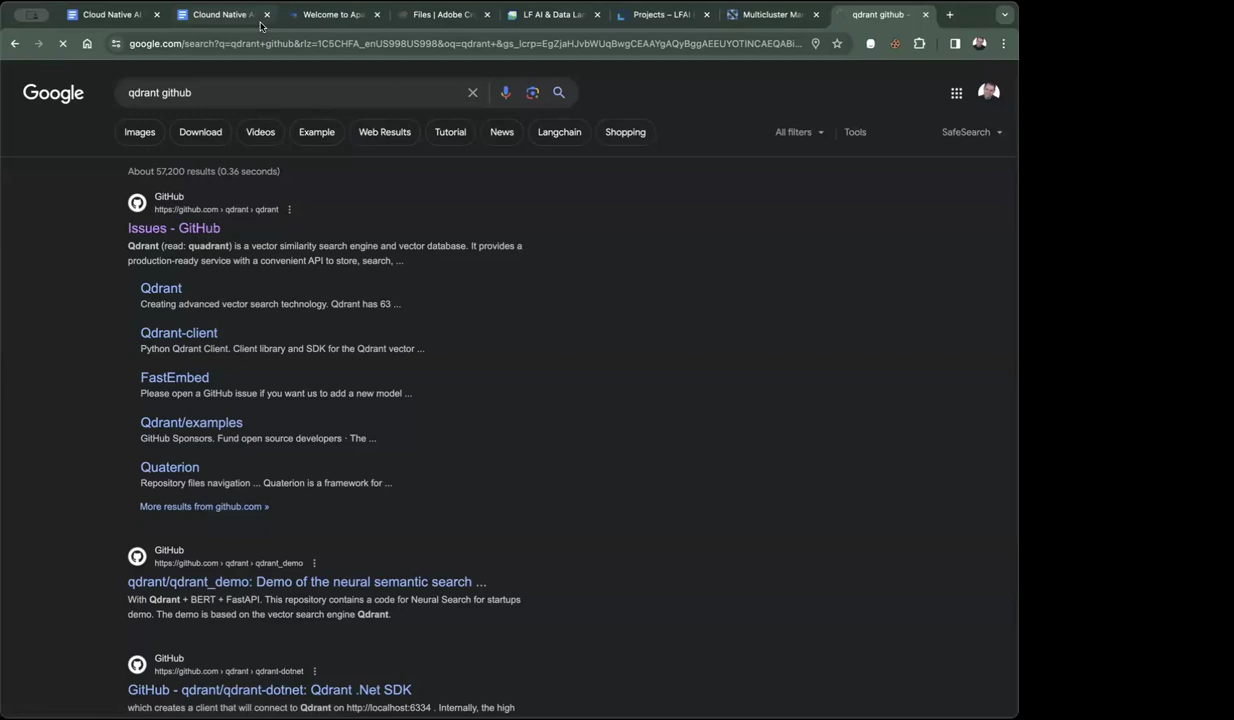 Cloud Native AI
Clound Native A
Welcome to Apa
Files | Adobe Cr
LF AI & Data La
Projects – LFAI
Multicluster Ma
qdrant github -
google.com/search?q=qdrant+github&rlz=1C5CHFA_enUS998US998&oq=qdrant+&gs_lcrp=EgZjaHJvbWUqBwgCEAAYgAQyBggAEEUYOTINCAEQABi...
Google
qdrant github
Images
Download
Videos
Example
Web Results
Tutorial
News
Langchain
Shopping
All filters
Tools
SafeSearch
About 57,200 results (0.36 seconds)
GitHub
https://github.com › qdrant › qdrant
Issues - GitHub
Qdrant (read: quadrant) is a vector similarity search engine and vector database. It provides a
production-ready service with a convenient API to store, search, ...
Qdrant
Creating advanced vector search technology. Qdrant has 63 ...
Qdrant-client
Python Qdrant Client. Client library and SDK for the Qdrant vector ...
FastEmbed
Please open a GitHub issue if you want us to add a new model ...
Qdrant/examples
GitHub Sponsors. Fund open source developers · The ...
Quaterion
Repository files navigation ... Quaterion is a framework for ...
More results from github.com »
GitHub
https://github.com › qdrant › qdrant_demo
qdrant/qdrant_demo: Demo of the neural semantic search ...
With Qdrant + BERT + FastAPI. This repository contains a code for Neural Search for startups
demo. The demo is based on the vector search engine Qdrant.
GitHub
https://github.com › qdrant › qdrant-dotnet
GitHub - qdrant/qdrant-dotnet: Qdrant .Net SDK
which creates a client that will connect to Qdrant on http://localhost:6334 . Internally, the high